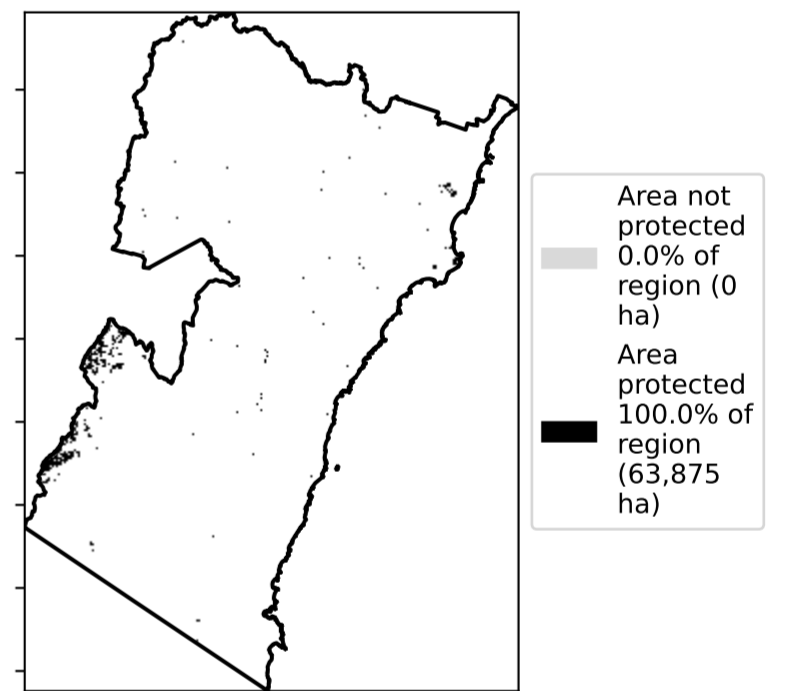 Area not
protected
0.0% of
region (0
ha)
Area
protected
100.0% of
region
(63,875
ha)